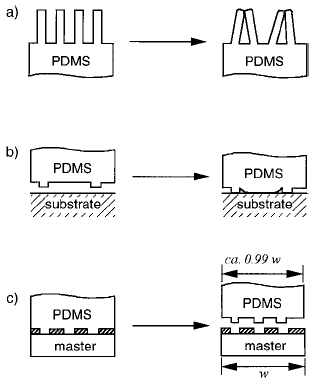 a)
PDMS
PDMS
b)
PDMS
PDMS
substrate
substrate
ca. 0.99 w
c)
PDMS
PDMS
master
master
w